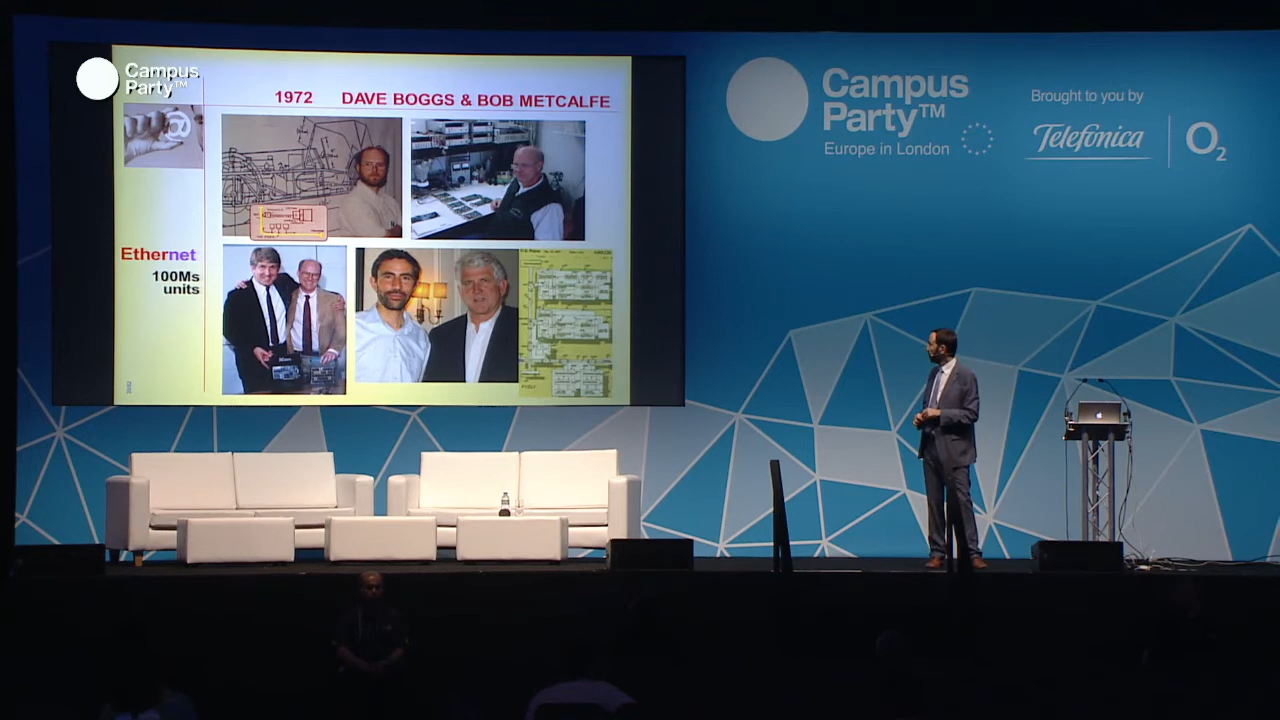 Campus
Party™
1972 DAVE BOGGS & BOB METCALFE
Ethernet
100Ms
units
Campus
Party™
Europe in London
Brought to you by
Telefónica
O2